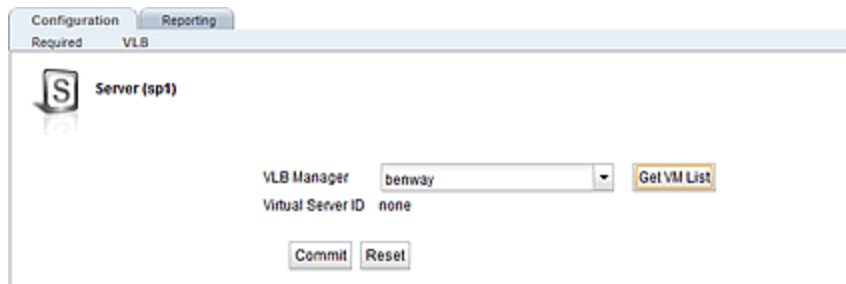 Configuration Reporting
Required VLB
S Server (sp1)
VLB Manager benway Get VM List
Virtual Server ID none
Commit Reset